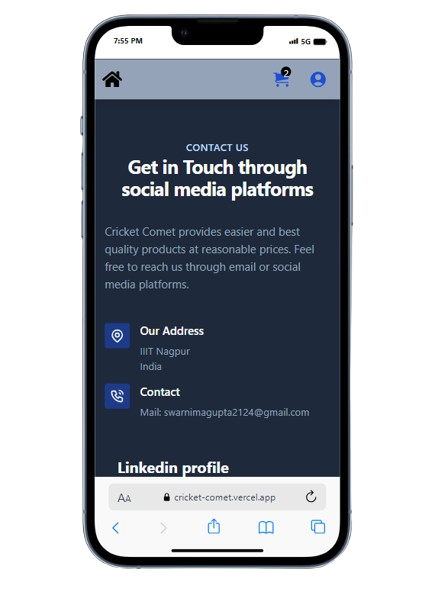 7:55 PM
5G
2
CONTACT US
Get in Touch through
social media platforms
Cricket Comet provides easier and best
quality products at reasonable prices. Feel
free to reach us through email or social
media platforms.
Our Address
IIIT Nagpur
India
Contact
Mail: swarnimagupta2124@gmail.com
Linkedin profile
AA
cricket-comet.vercel.app